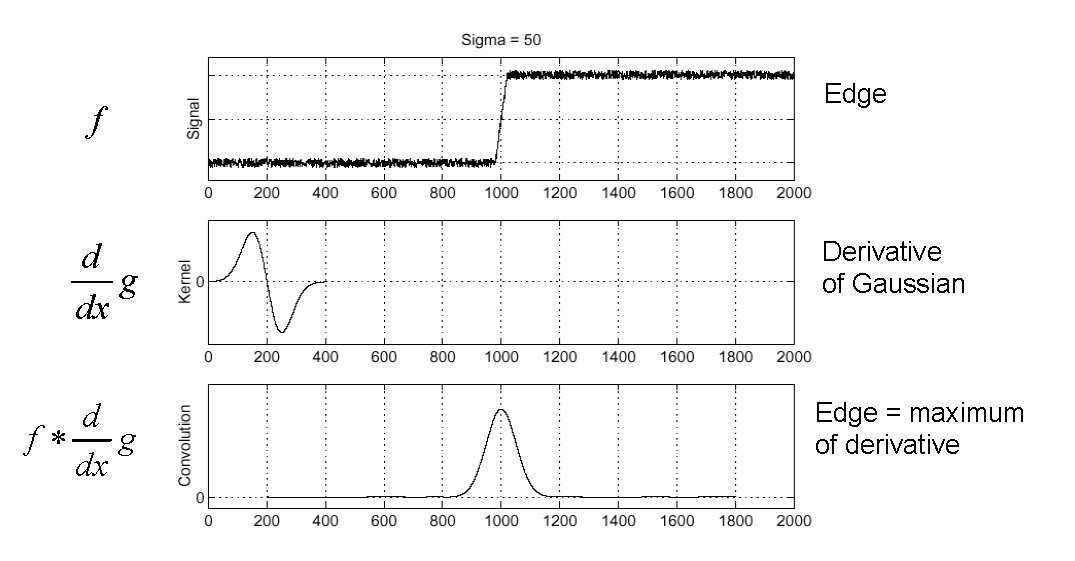 Sigma = 50
f
Signal
Edge
0 200 400 600 800 1000 1200 1400 1600 1800 2000
d
dx
g
Kernel
0
Derivative
of Gaussian
0 200 400 600 800 1000 1200 1400 1600 1800 2000
f *
d
dx
g
Convolution
0
Edge = maximum
of derivative
0 200 400 600 800 1000 1200 1400 1600 1800 2000